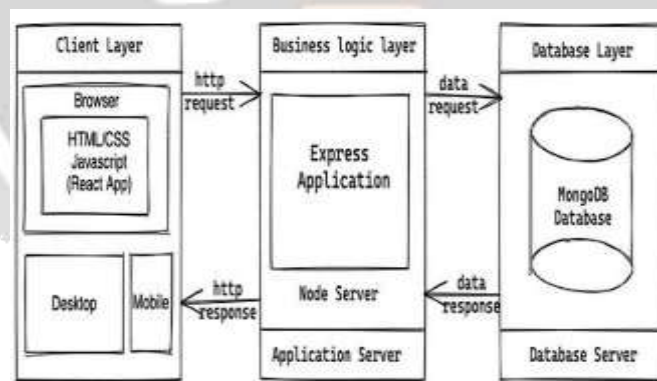 Client Layer
Browser
HTML/CSS
Javascript
(React App)
Desktop
Mobile
http
request
http
response
Business logic layer
Express
Application
Node Server
Application Server
data
request
data
response
Database Layer
MongoDB
Database
Database Server